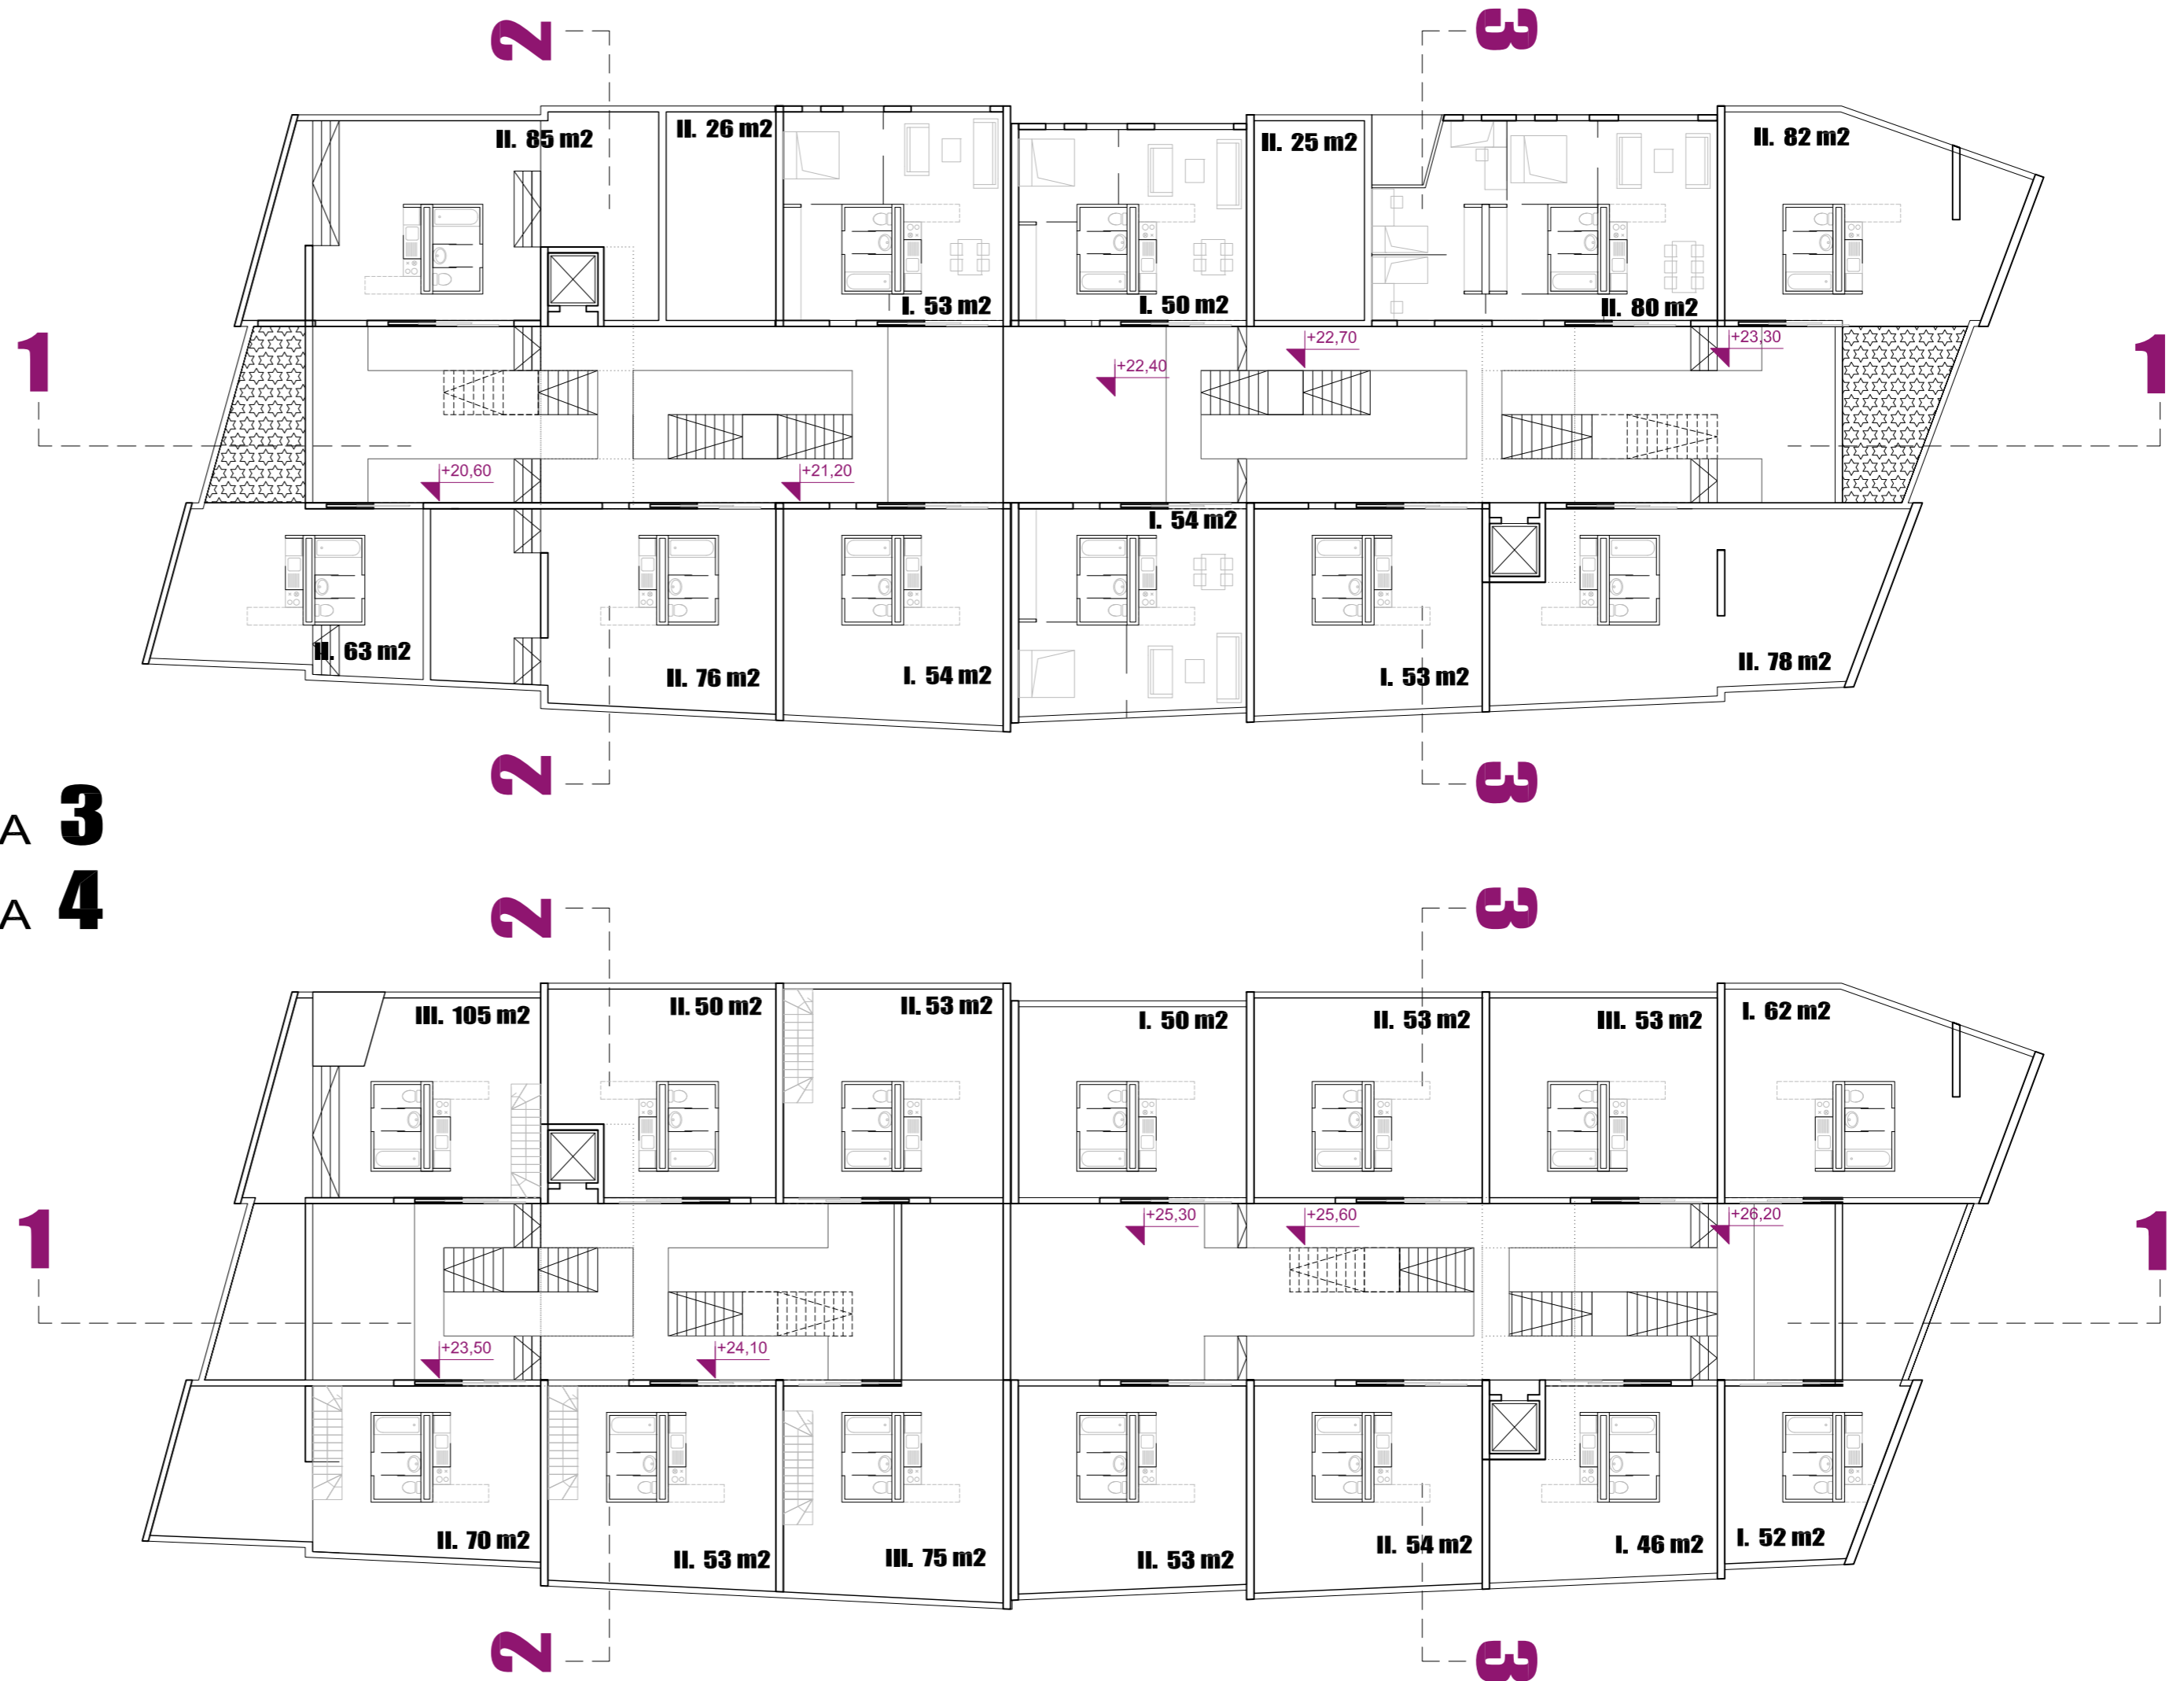 2 3
II. 85 m2 II. 26 m2 II. 25 m2 II. 82 m2
I. 53 m2 I. 50 m2 II. 80 m2
1 +22,40 +22,70 +23,30 1
+20,60 +21,20
I. 54 m2
II. 63 m2 II. 76 m2 I. 54 m2 I. 53 m2 II. 78 m2
2 3
A 3
A 4
2 3
III. 105 m2 II. 50 m2 II. 53 m2 I. 50 m2 II. 53 m2 III. 53 m2 I. 62 m2
1 +25,30 +25,60 +26,20 1
+23,50 +24,10
II. 70 m2 II. 53 m2 III. 75 m2 II. 53 m2 II. 54 m2 I. 46 m2 I. 52 m2
2 3